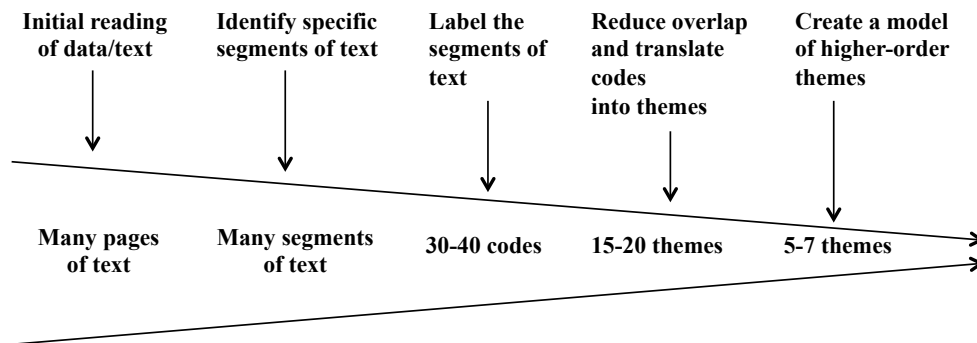 Initial reading
of data/text
Identify specific
segments of text
Label the
segments of
text
Reduce overlap
and translate
codes
into themes
Create a model
of higher-order
themes
Many pages
of text
Many segments
of text
30-40 codes
15-20 themes
5-7 themes